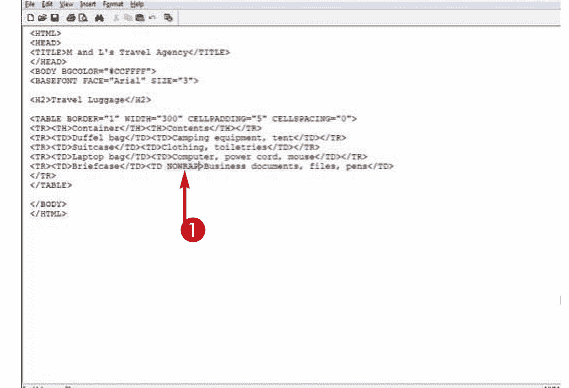 File Edit View Insert Format Help
<HTML>
<HEAD>
<TITLE>M and L's Travel Agency</TITLE>
</HEAD>
<BODY BGCOLOR="#CCFFFF">
<BASEFONT FACE="Arial" SIZE="3">
<H2>Travel Luggage</H2>
<TABLE BORDER="1" WIDTH="300" CELLPADDING="5" CELLSPACING="0">
<TR><TH>Container</TH><TH>Contents</TH></TR>
<TR><TD>Duffel bag</TD><TD>Camping equipment, tent</TD></TR>
<TR><TD>Suitcase</TD><TD>Clothing, toiletries</TD></TR>
<TR><TD>Laptop bag</TD><TD>Computer, power cord, mouse</TD></TR>
<TR><TD>Briefcase</TD><TD NOWRAP>Business documents, files, pens</TD>
</TR>
</TABLE>
</BODY>
</HTML>
1